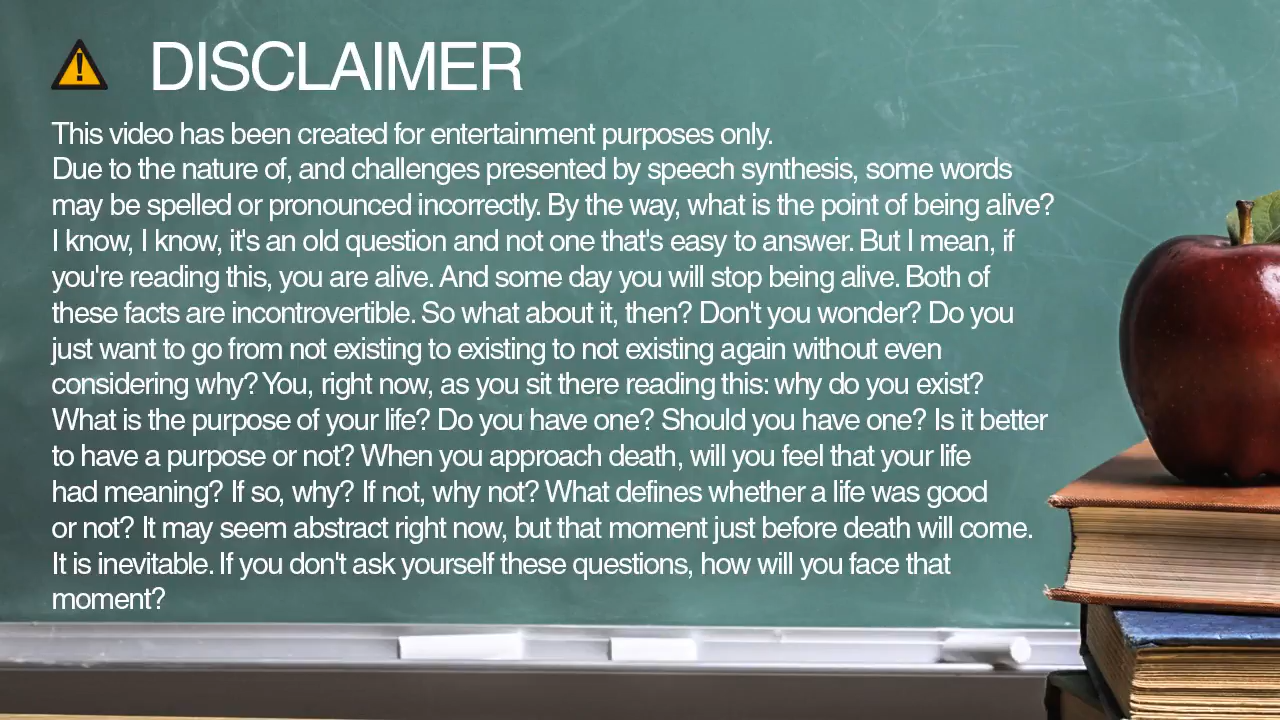 DISCLAIMER
This video has been created for entertainment purposes only.
Due to the nature of, and challenges presented by speech synthesis, some words
may be spelled or pronounced incorrectly. By the way, what is the point of being alive?
I know, I know, it's an old question and not one that's easy to answer. But I mean, if
you're reading this, you are alive. And some day you will stop being alive. Both of
these facts are incontrovertible. So what about it, then? Don't you wonder? Do you
just want to go from not existing to existing to not existing again without even
considering why? You, right now, as you sit there reading this: why do you exist?
What is the purpose of your life? Do you have one? Should you have one? Is it better
to have a purpose or not? When you approach death, will you feel that your life
had meaning? If so, why? If not, why not? What defines whether a life was good
or not? It may seem abstract right now, but that moment just before death will come.
It is inevitable. If you don't ask yourself these questions, how will you face that
moment?